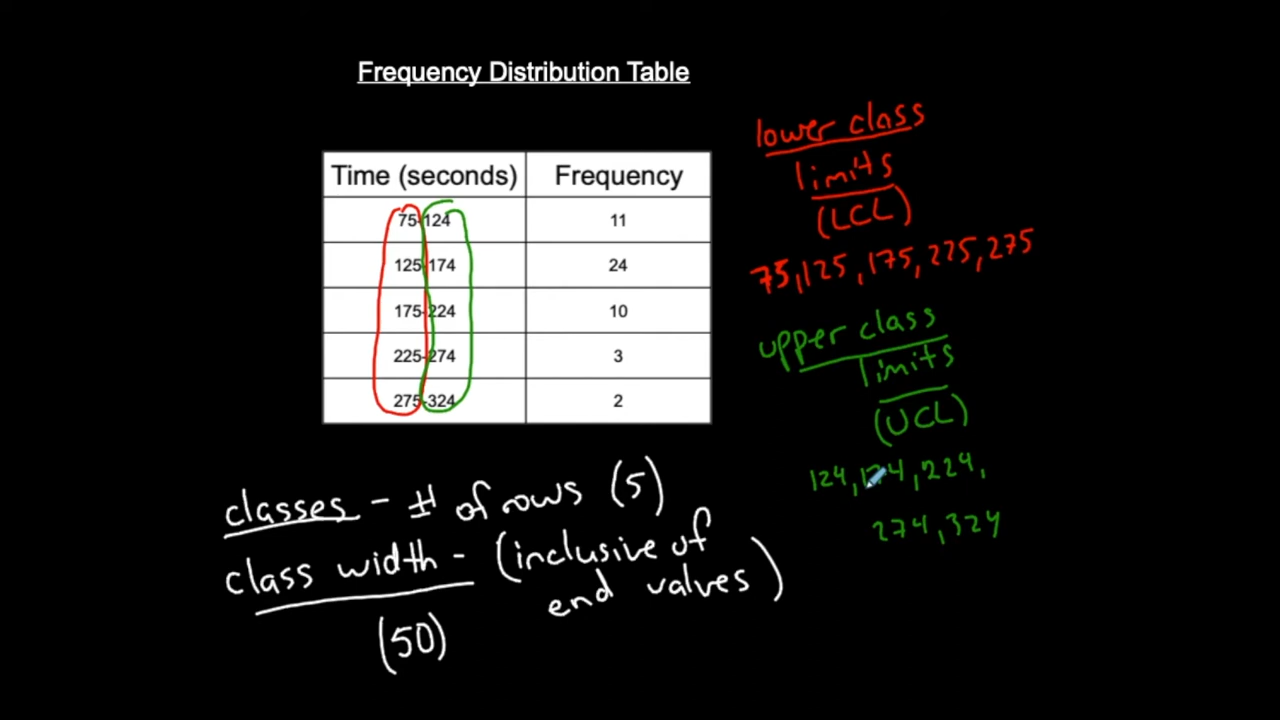 Frequency Distribution Table
Time (seconds) Frequency
75-124 11
125-174 24
175-224 10
225-274 3
275-324 2
lower class
limits
(LCL)
75, 125, 175, 225, 275
upper class
limits
(UCL)
124, 174, 224,
274, 324
classes - # of rows (5)
class width - (inclusive of
end values)
(50)